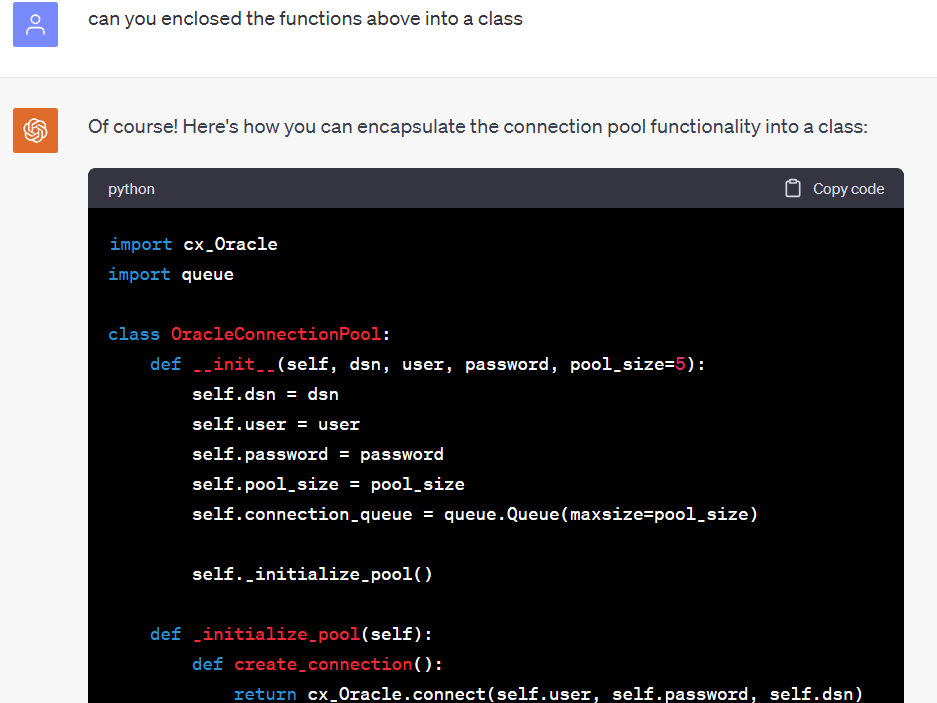 can you enclosed the functions above into a class
Of course! Here's how you can encapsulate the connection pool functionality into a class:
python
Copy code
import cx_Oracle
import queue
class OracleConnectionPool:
def __init__(self, dsn, user, password, pool_size=5):
self.dsn = dsn
self.user = user
self.password = password
self.pool_size = pool_size
self.connection_queue = queue.Queue(maxsize=pool_size)
self._initialize_pool()
def _initialize_pool(self):
def create_connection():
return cx_Oracle.connect(self.user, self.password, self.dsn)